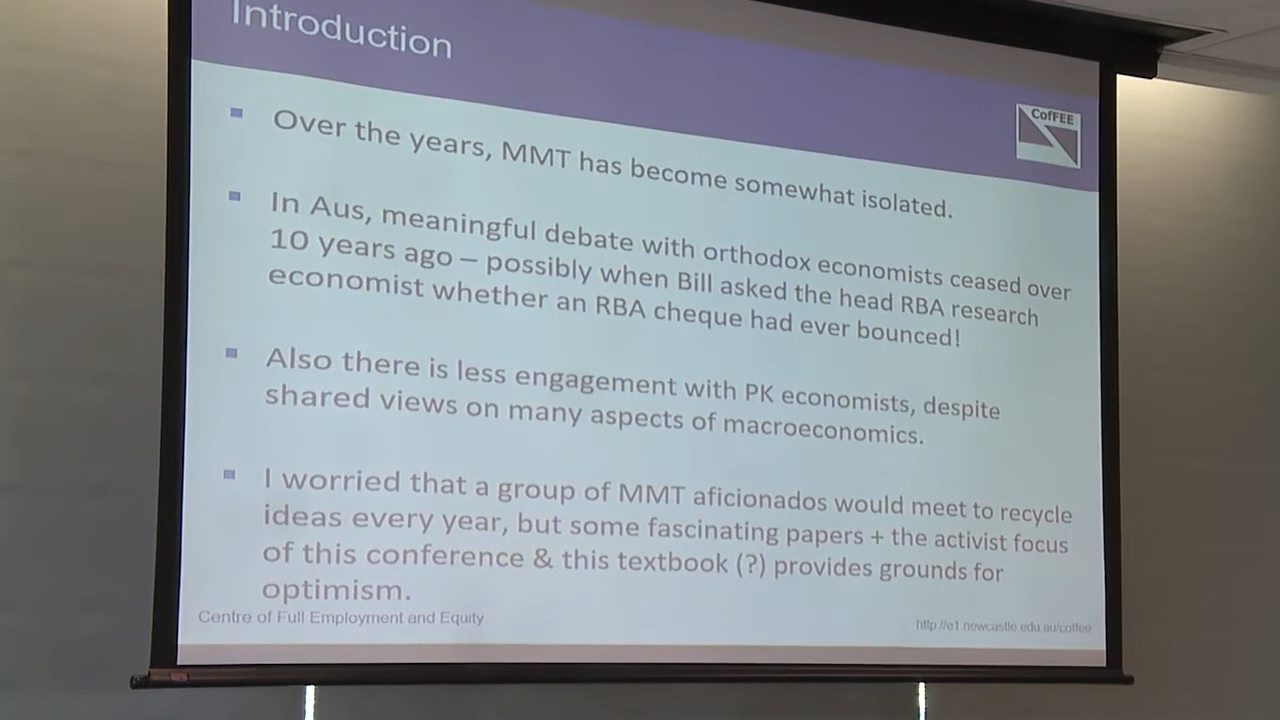 Introduction
CofFEE
Over the years, MMT has become somewhat isolated.
In Aus, meaningful debate with orthodox economists ceased over
10 years ago – possibly when Bill asked the head RBA research
economist whether an RBA cheque had ever bounced!
Also there is less engagement with PK economists, despite
shared views on many aspects of macroeconomics.
I worried that a group of MMT aficionados would meet to recycle
ideas every year, but some fascinating papers + the activist focus
of this conference & this textbook (?) provides grounds for
optimism.
Centre of Full Employment and Equity
http://e1.newcastle.edu.au/coffee